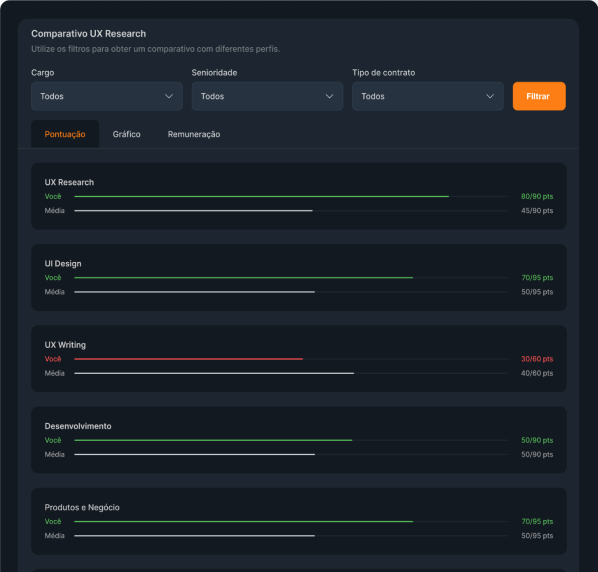 Comparativo UX Research
Utilize os filtros para obter um comparativo com diferentes perfis.
Cargo Senioridade Tipo de contrato
Todos Todos Todos Filtrar
Pontuação Gráfico Remuneração
UX Research
Você 80/90 pts
Média 45/90 pts
UI Design
Você 70/95 pts
Média 50/95 pts
UX Writing
Você 30/60 pts
Média 40/60 pts
Desenvolvimento
Você 50/90 pts
Média 50/90 pts
Produtos e Negócio
Você 70/95 pts
Média 50/95 pts